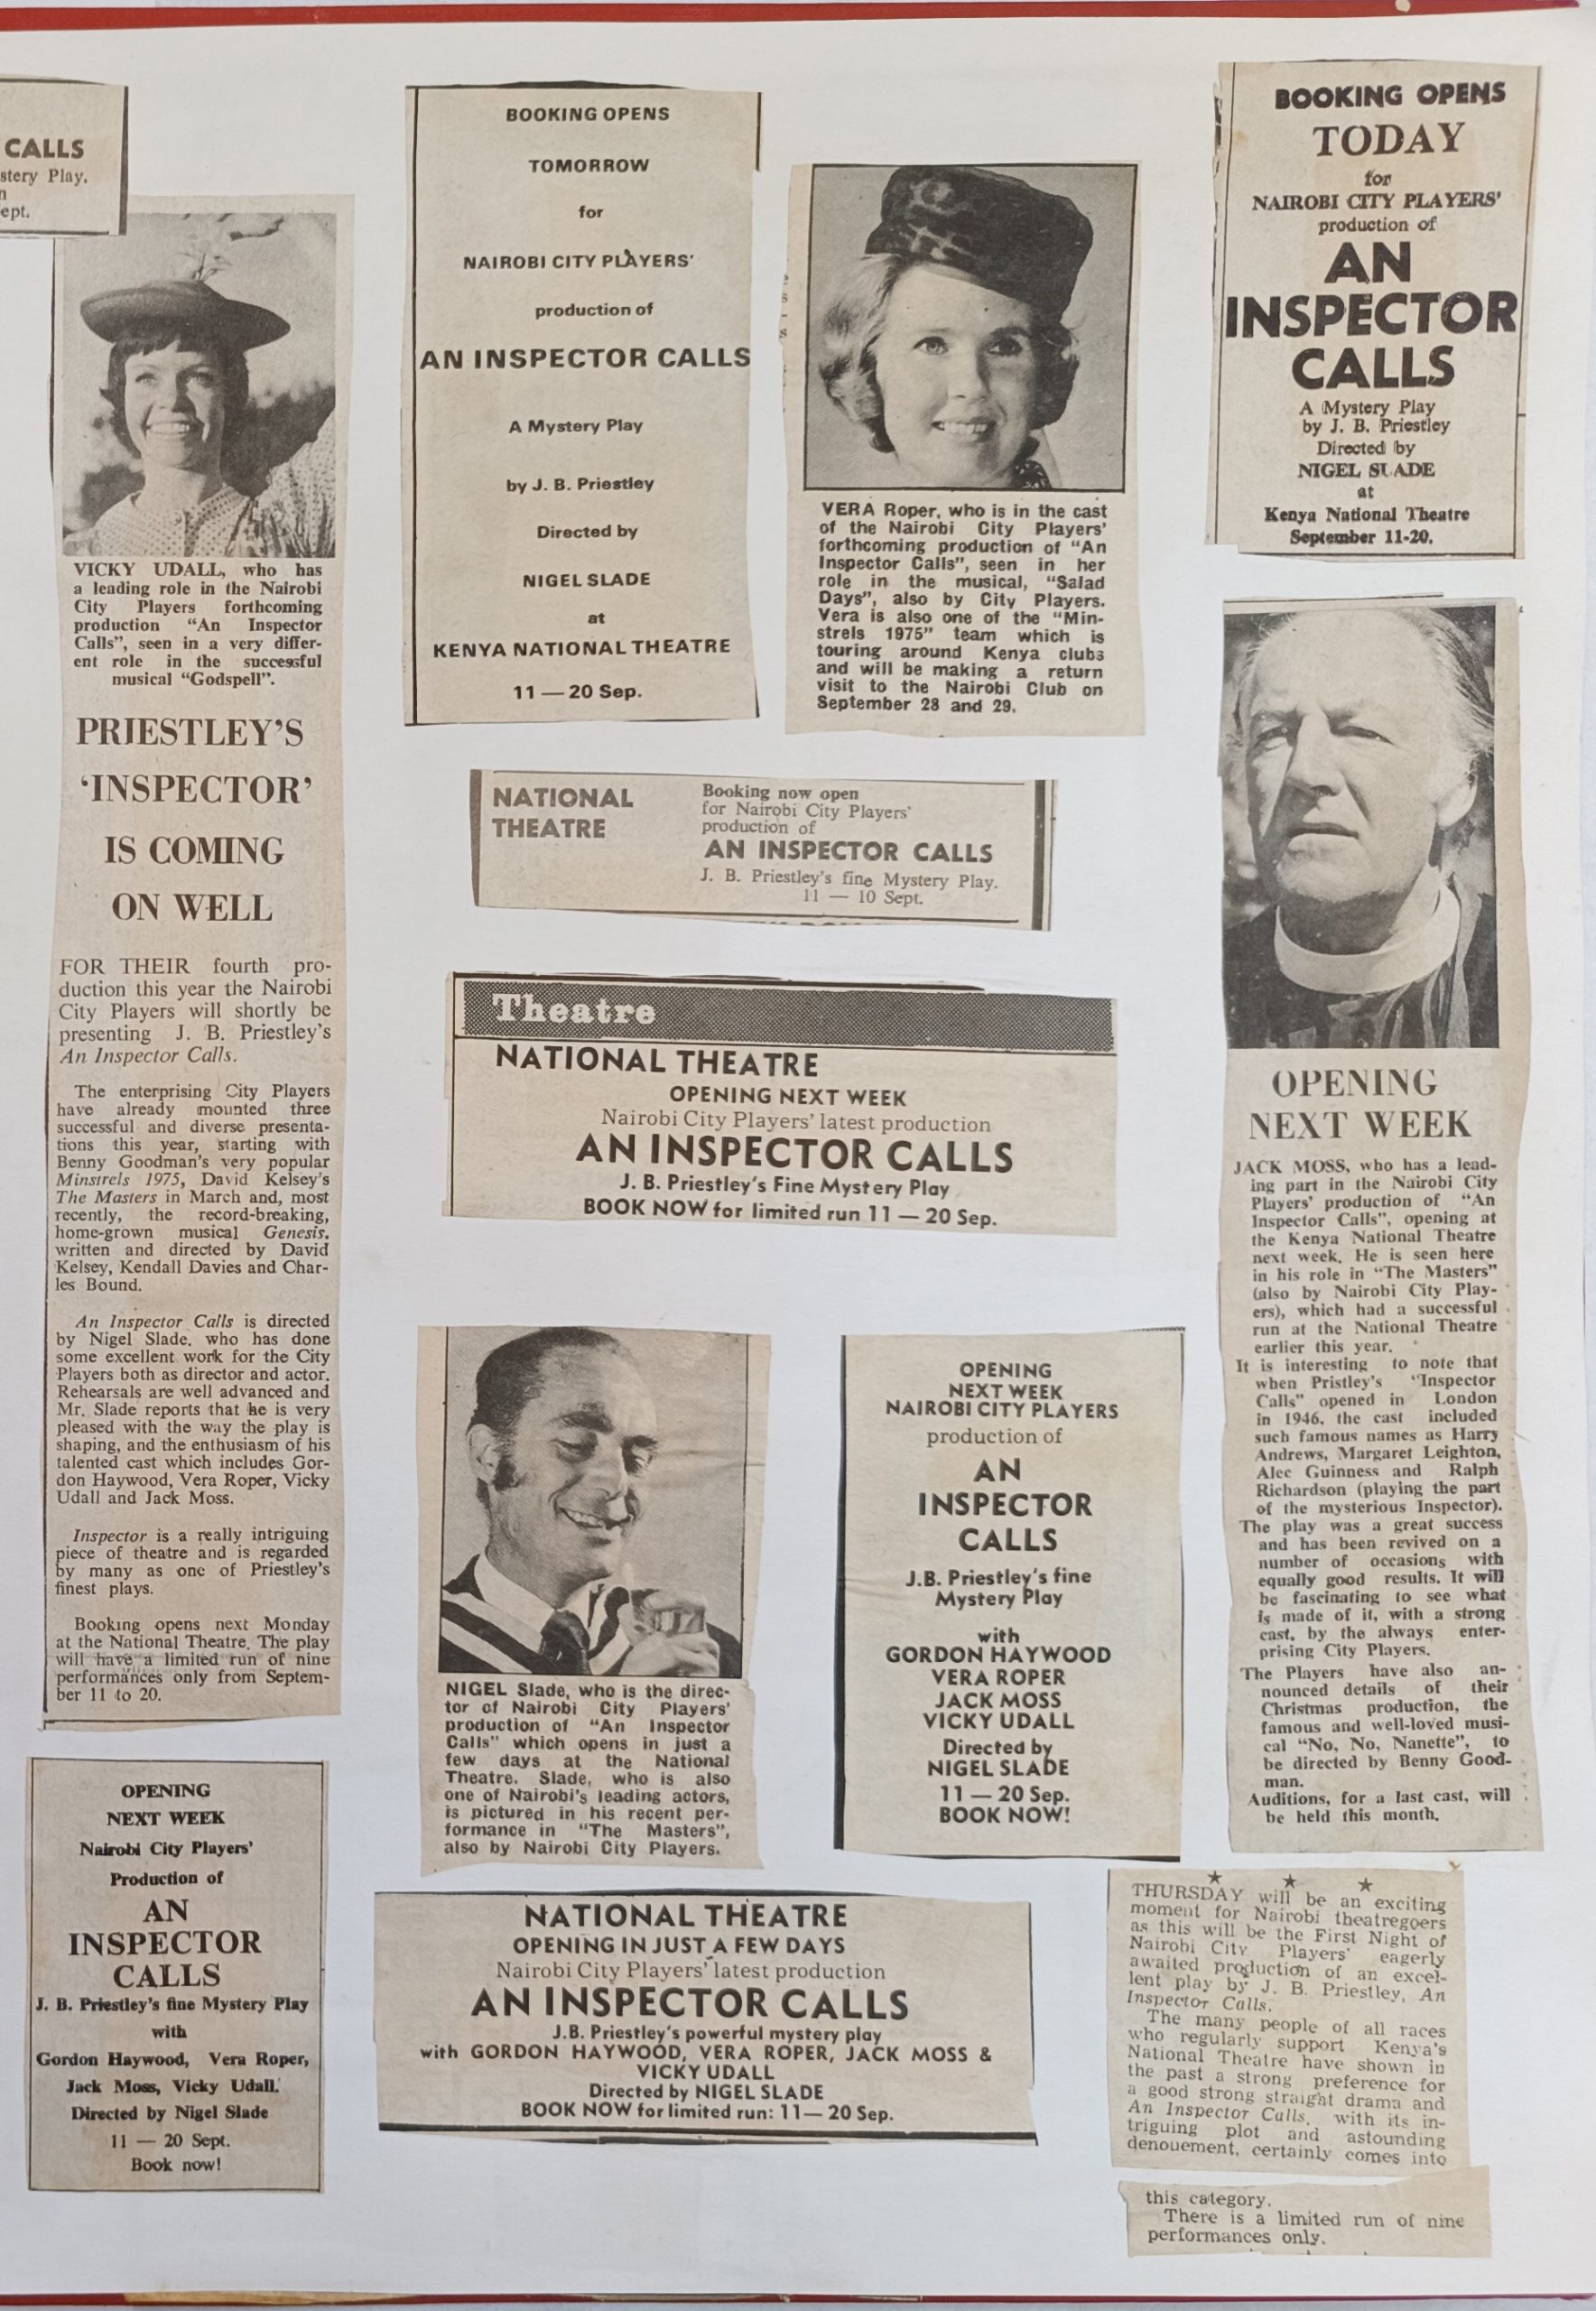 CALLS
stery Play.
n
ept.
VICKY UDALL, who has
a leading role in the Nairobi
City Players forthcoming
production "An Inspector
Calls", seen in a very differ-
ent role in the successful
musical "Godspell".
PRIESTLEY'S
'INSPECTOR'
IS COMING
ON WELL
FOR THEIR fourth pro-
duction this year the Nairobi
City Players will shortly be
presenting J. B. Priestley's
An Inspector Calls.
The enterprising City Players
have already mounted three
successful and diverse presenta-
tions this year, starting with
Benny Goodman's very popular
Minstrels 1975, David Kelsey's
The Masters in March and, most
recently, the record-breaking,
home-grown musical Genesis,
written and directed by David
Kelsey, Kendall Davies and Char-
les Bound.
An Inspector Calls is directed
by Nigel Slade, who has done
some excellent work for the City
Players both as director and actor.
Rehearsals are well advanced and
Mr. Slade reports that he is very
pleased with the way the play is
shaping, and the enthusiasm of his
talented cast which includes Gor-
don Haywood, Vera Roper, Vicky
Udall and Jack Moss.
Inspector is a really intriguing
piece of theatre and is regarded
by many as one of Priestley's
finest plays.
Booking opens next Monday
at the National Theatre. The play
will have a limited run of nine
performances only from Septem-
ber 11 to 20.
OPENING
NEXT WEEK
Nairobi City Players'
Production of
AN
INSPECTOR
CALLS
J. B. Priestley's fine Mystery Play
with
Gordon Haywood, Vera Roper,
Jack Moss, Vicky Udall.
Directed by Nigel Slade
11 — 20 Sept.
Book now!
BOOKING OPENS
TOMORROW
for
NAIROBI CITY PLAYERS'
production of
AN INSPECTOR CALLS
A Mystery Play
by J. B. Priestley
Directed by
NIGEL SLADE
at
KENYA NATIONAL THEATRE
11 — 20 Sep.
VERA Roper, who is in the cast
of the Nairobi City Players'
forthcoming production of "An
Inspector Calls", seen in her
role in the musical, "Salad
Days", also by City Players.
Vera is also one of the "Min-
strels 1975" team which is
touring around Kenya clubs
and will be making a return
visit to the Nairobi Club on
September 28 and 29.
NATIONAL
THEATRE
Booking now open
for Nairobi City Players'
production of
AN INSPECTOR CALLS
J. B. Priestley's fine Mystery Play.
11 — 10 Sept.
Theatre
NATIONAL THEATRE
OPENING NEXT WEEK
Nairobi City Players' latest production
AN INSPECTOR CALLS
J. B. Priestley's Fine Mystery Play
BOOK NOW for limited run 11 — 20 Sep.
NIGEL Slade, who is the direc-
tor of Nairobi City Players'
production of "An Inspector
Calls" which opens in just a
few days at the National
Theatre. Slade, who is also
one of Nairobi's leading actors,
is pictured in his recent per-
formance in "The Masters",
also by Nairobi City Players.
OPENING
NEXT WEEK
NAIROBI CITY PLAYERS
production of
AN
INSPECTOR
CALLS
J.B. Priestley's fine
Mystery Play
with
GORDON HAYWOOD
VERA ROPER
JACK MOSS
VICKY UDALL
Directed by
NIGEL SLADE
11 — 20 Sep.
BOOK NOW!
NATIONAL THEATRE
OPENING IN JUST A FEW DAYS
Nairobi City Players' latest production
AN INSPECTOR CALLS
J.B. Priestley's powerful mystery play
with GORDON HAYWOOD, VERA ROPER, JACK MOSS &
VICKY UDALL
Directed by NIGEL SLADE
BOOK NOW for limited run: 11— 20 Sep.
BOOKING OPENS
TODAY
for
NAIROBI CITY PLAYERS'
production of
AN
INSPECTOR
CALLS
A Mystery Play
by J. B. Priestley
Directed by
NIGEL SLADE
at
Kenya National Theatre
September 11-20.
OPENING
NEXT WEEK
JACK MOSS, who has a lead-
ing part in the Nairobi City
Players' production of "An
Inspector Calls", opening at
the Kenya National Theatre
next week. He is seen here
in his role in "The Masters"
(also by Nairobi City Play-
ers), which had a successful
run at the National Theatre
earlier this year.
It is interesting to note that
when Pristley's "Inspector
Calls" opened in London
in 1946, the cast included
such famous names as Harry
Andrews, Margaret Leighton,
Alec Guinness and Ralph
Richardson (playing the part
of the mysterious Inspector).
The play was a great success
and has been revived on a
number of occasions with
equally good results. It will
be fascinating to see what
is made of it, with a strong
cast, by the always enter-
prising City Players.
The Players have also an-
nounced details of their
Christmas production, the
famous and well-loved musi-
cal "No, No, Nanette", to
be directed by Benny Good-
man.
Auditions, for a last cast, will
be held this month.
THURSDAY will be an exciting
moment for Nairobi theatregoers
as this will be the First Night of
Nairobi City Players' eagerly
awaited production of an excel-
lent play by J. B. Priestley, An
Inspector Calls.
The many people of all races
who regularly support Kenya's
National Theatre have shown in
the past a strong preference for
a good strong straight drama and
An Inspector Calls, with its in-
triguing plot and astounding
denouement, certainly comes into
this category.
There is a limited run of nine
performances only.